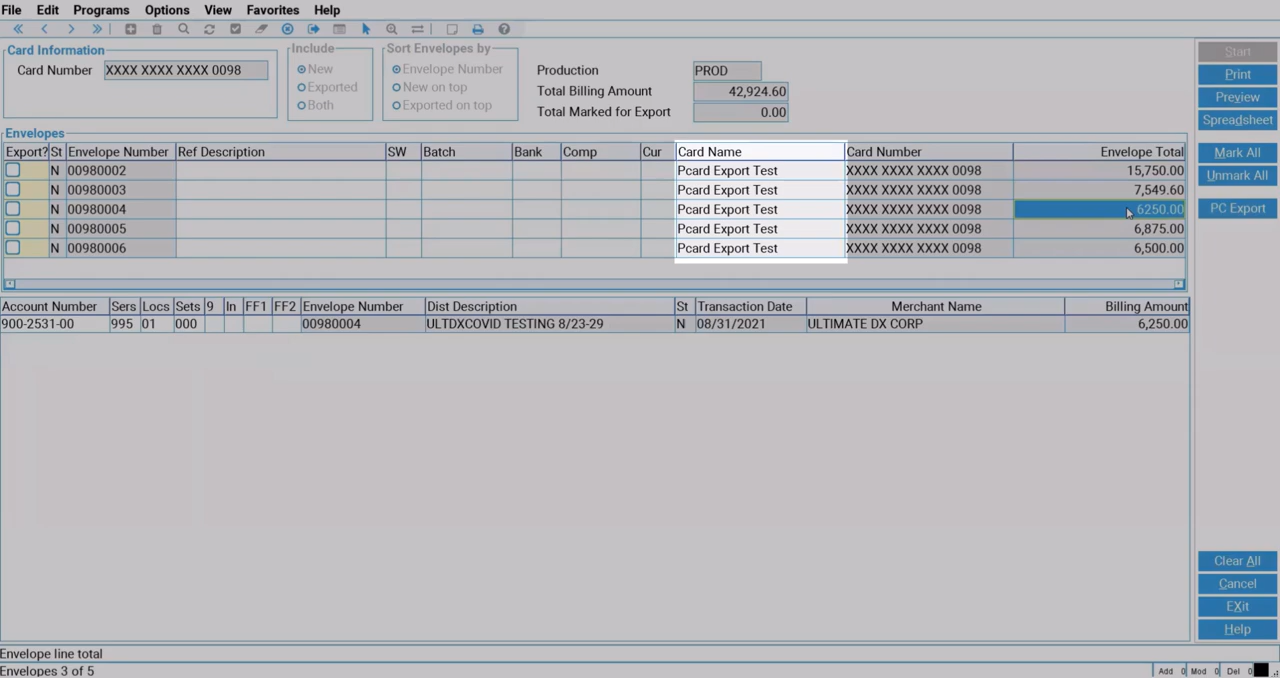 File Edit Programs Options View Favorites Help
Card Information
Card Number XXXX XXXX XXXX 0098
Include
New
Exported
Both
Sort Envelopes by
Envelope Number
New on top
Exported on top
Production PROD
Total Billing Amount 42,924.60
Total Marked for Export 0.00
Envelopes
Export? St Envelope Number Ref Description SW Batch Bank Comp Cur Card Name Card Number Envelope Total
N 00980002 Pcard Export Test XXXX XXXX XXXX 0098 15,750.00
N 00980003 Pcard Export Test XXXX XXXX XXXX 0098 7,549.60
N 00980004 Pcard Export Test XXXX XXXX XXXX 0098 6250.00
N 00980005 Pcard Export Test XXXX XXXX XXXX 0098 6,875.00
N 00980006 Pcard Export Test XXXX XXXX XXXX 0098 6,500.00
Account Number Sers Locs Sets 9 In FF1 FF2 Envelope Number Dist Description St Transaction Date Merchant Name Billing Amount
900-2531-00 995 01 000 00980004 ULTDXCOVID TESTING 8/23-29 N 08/31/2021 ULTIMATE DX CORP 6,250.00
Start
Print
Preview
Spreadsheet
Mark All
Unmark All
PC Export
Clear All
Cancel
EXit
Help
Envelope line total
Envelopes 3 of 5
Add 0 Mod 0 Del 0